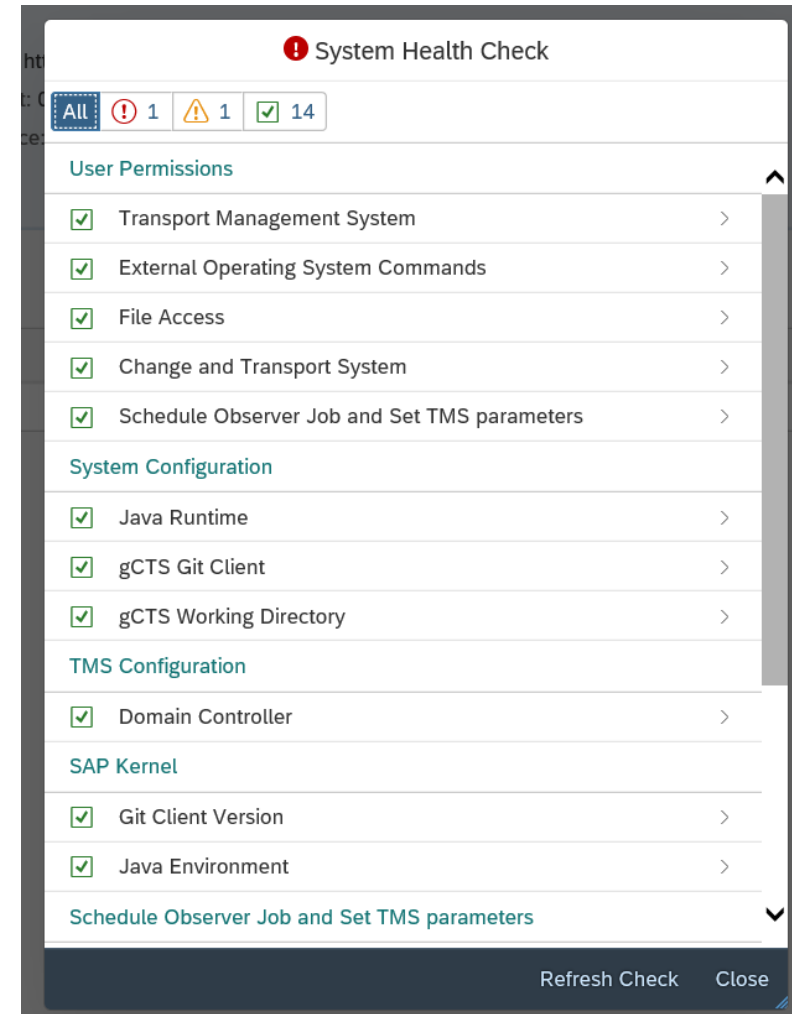 System Health Check
All 1 1 14
User Permissions
Transport Management System
External Operating System Commands
File Access
Change and Transport System
Schedule Observer Job and Set TMS parameters
System Configuration
Java Runtime
gCTS Git Client
gCTS Working Directory
TMS Configuration
Domain Controller
SAP Kernel
Git Client Version
Java Environment
Schedule Observer Job and Set TMS parameters
Refresh Check Close